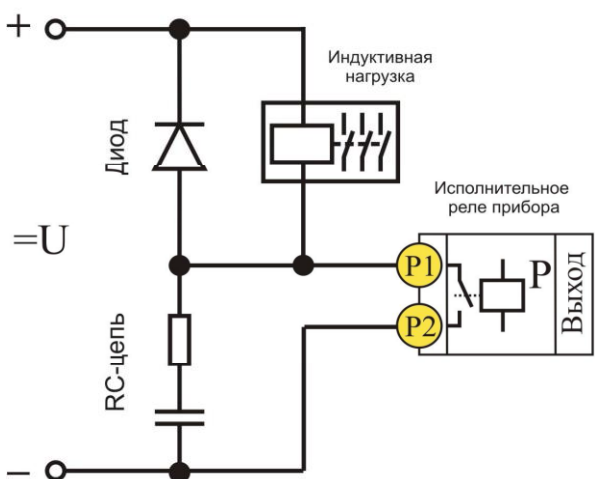 +
Индуктивная
нагрузка
Диод
Исполнительное
реле прибора
=U
P1
P
P2
Выход
RC-цепь
–